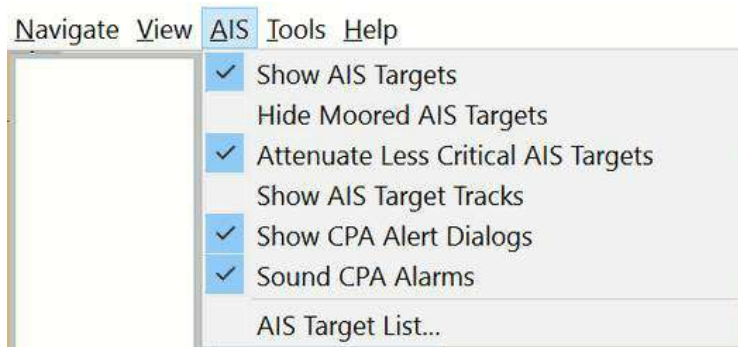 Navigate View AIS Tools Help
Show AIS Targets
Hide Moored AIS Targets
Attenuate Less Critical AIS Targets
Show AIS Target Tracks
Show CPA Alert Dialogs
Sound CPA Alarms
AIS Target List...